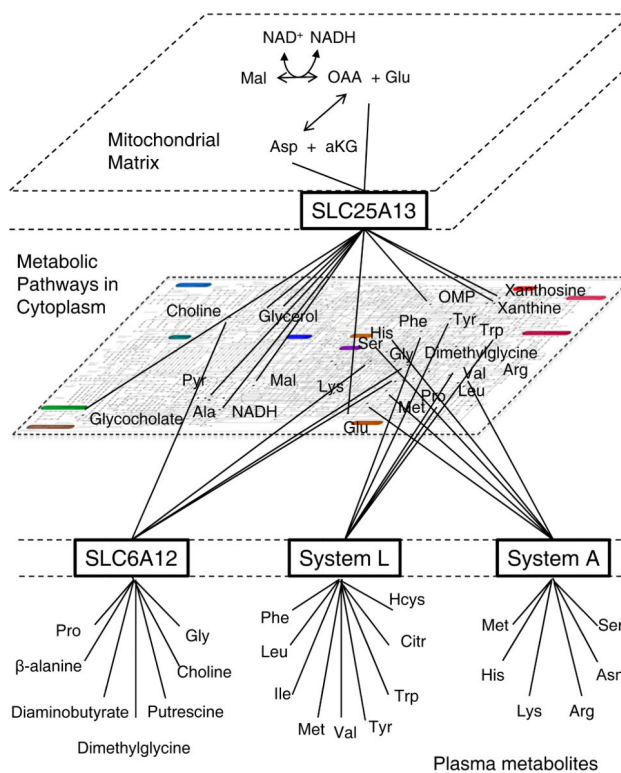 NAD⁺ NADH
Mal OAA + Glu
Mitochondrial
Matrix
Asp + aKG
SLC25A13
Metabolic
Pathways in
Cytoplasm
Xanthosine
OMP
Xanthine
Choline
Glycerol
Phe
Tyr
Trp
His
Ser
Gly
Dimethylglycine
Val
Arg
Pyr
Mal
Lys
Leu
Pro
Met
Glycocholate
Ala
NADH
Glu
SLC6A12
System L
System A
Pro
Gly
β-alanine
Choline
Diaminobutyrate
Putrescine
Dimethylglycine
Phe
Hcys
Leu
Citr
Ile
Trp
Met
Val
Tyr
Met
Ser
His
Asn
Lys
Arg
Plasma metabolites